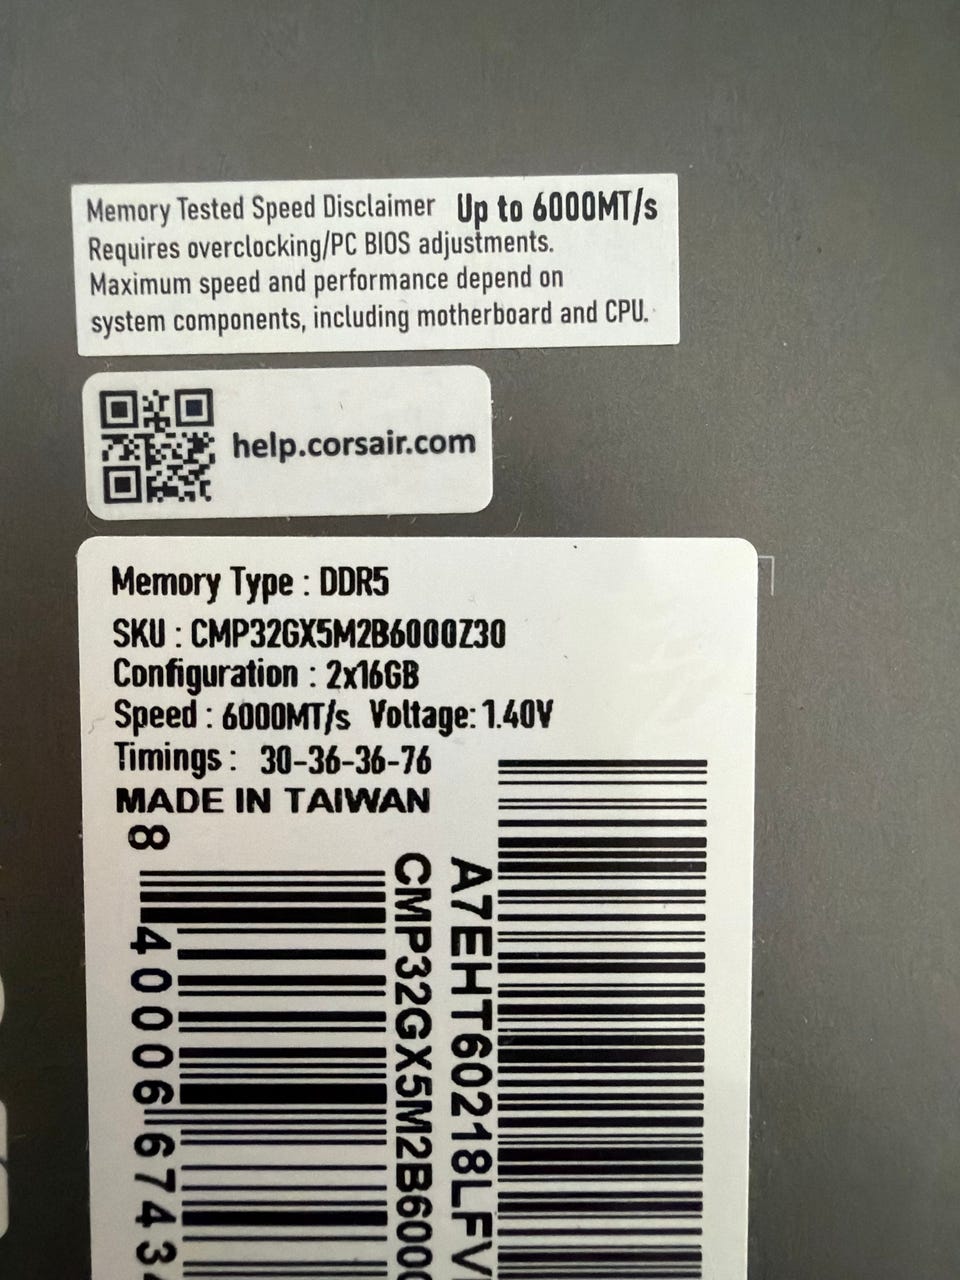 Memory Tested Speed Disclaimer Up to 6000MT/s
Requires overclocking/PC BIOS adjustments.
Maximum speed and performance depend on
system components, including motherboard and CPU.
help.corsair.com
Memory Type : DDR5
SKU : CMP32GX5M2B6000Z30
Configuration : 2x16GB
Speed : 6000MT/s Voltage: 1.40V
Timings : 30-36-36-76
MADE IN TAIWAN
8 40006 6743
CMP32GX5M2B600
A7EHT60218LFV